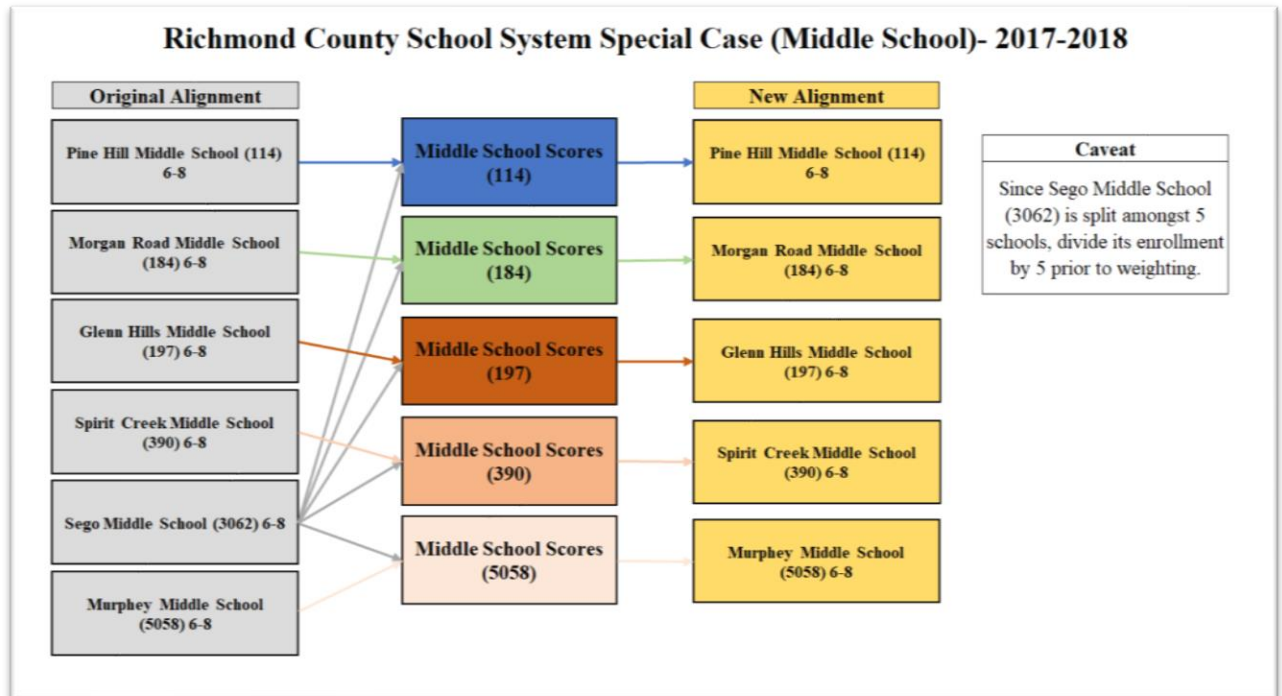 Richmond County School System Special Case (Middle School)- 2017-2018
Original Alignment
Pine Hill Middle School (114)
6-8
Morgan Road Middle School
(184) 6-8
Glenn Hills Middle School
(197) 6-8
Spirit Creek Middle School
(390) 6-8
Sego Middle School (3062) 6-8
Murphey Middle School
(5058) 6-8
Middle School Scores
(114)
Middle School Scores
(184)
Middle School Scores
(197)
Middle School Scores
(390)
Middle School Scores
(5058)
New Alignment
Pine Hill Middle School (114)
6-8
Morgan Road Middle School
(184) 6-8
Glenn Hills Middle School
(197) 6-8
Spirit Creek Middle School
(390) 6-8
Murphey Middle School
(5058) 6-8
Caveat
Since Sego Middle School
(3062) is split amongst 5
schools, divide its enrollment
by 5 prior to weighting.